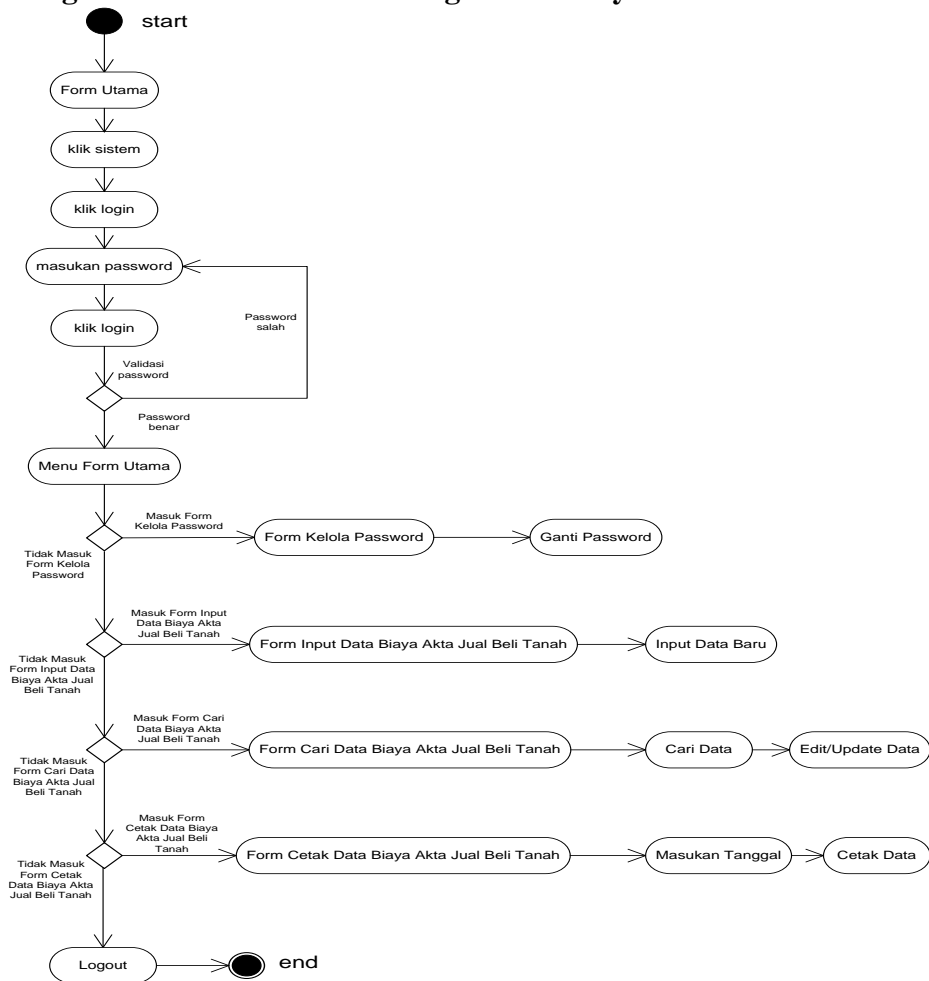 start
Form Utama
klik sistem
klik login
masukan password
klik login
Password
salah
Validasi
password
Password
benar
Menu Form Utama
Masuk Form
Kelola Password
Form Kelola Password
Ganti Password
Tidak Masuk
Form Kelola
Password
Masuk Form Input
Data Biaya Akta
Jual Beli Tanah
Form Input Data Biaya Akta Jual Beli Tanah
Input Data Baru
Tidak Masuk
Form Input Data
Biaya Akta Jual
Beli Tanah
Masuk Form Cari
Data Biaya Akta
Jual Beli Tanah
Form Cari Data Biaya Akta Jual Beli Tanah
Cari Data
Edit/Update Data
Tidak Masuk
Form Cari Data
Biaya Akta Jual
Beli Tanah
Masuk Form
Cetak Data Biaya
Akta Jual Beli
Tanah
Form Cetak Data Biaya Akta Jual Beli Tanah
Masukan Tanggal
Cetak Data
Tidak Masuk
Form Cetak
Data Biaya Akta
Jual Beli Tanah
Logout
end